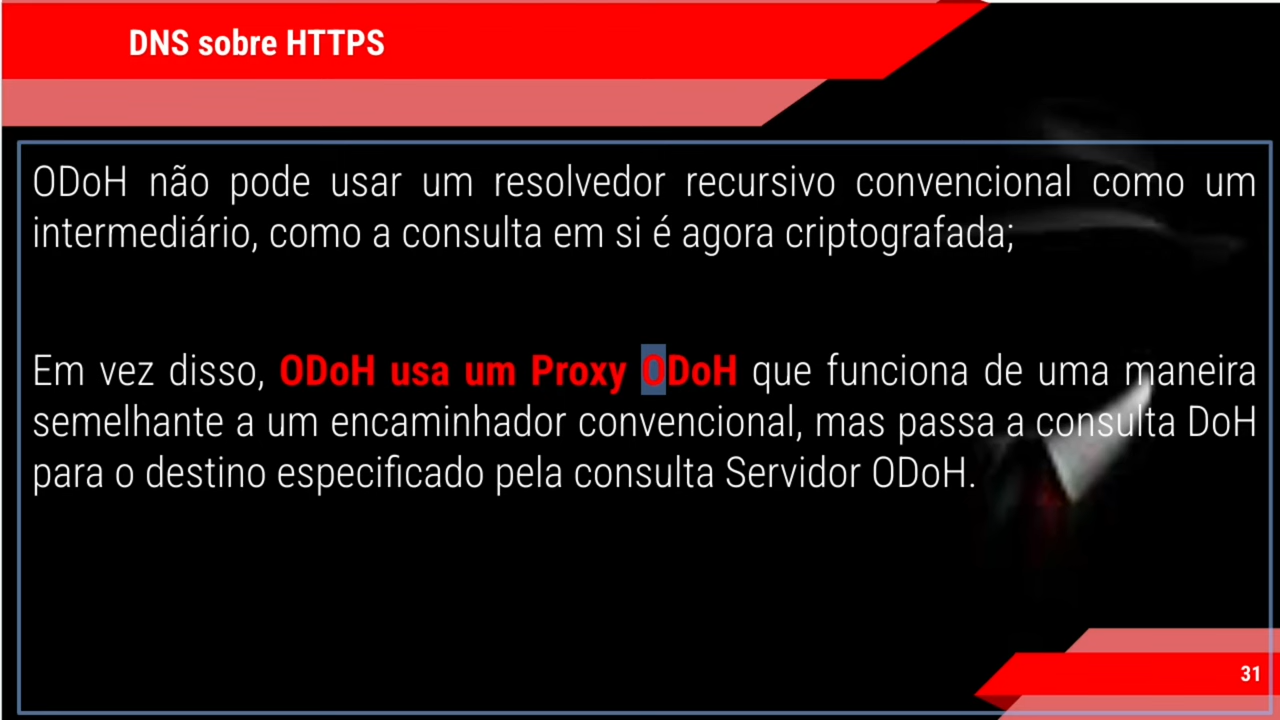 DNS sobre HTTPS
ODoH não pode usar um resolvedor recursivo convencional como um
intermediário, como a consulta em si é agora criptografada;
Em vez disso, ODoH usa um Proxy ODoH que funciona de uma maneira
semelhante a um encaminhador convencional, mas passa a consulta DoH
para o destino especificado pela consulta Servidor ODoH.
31